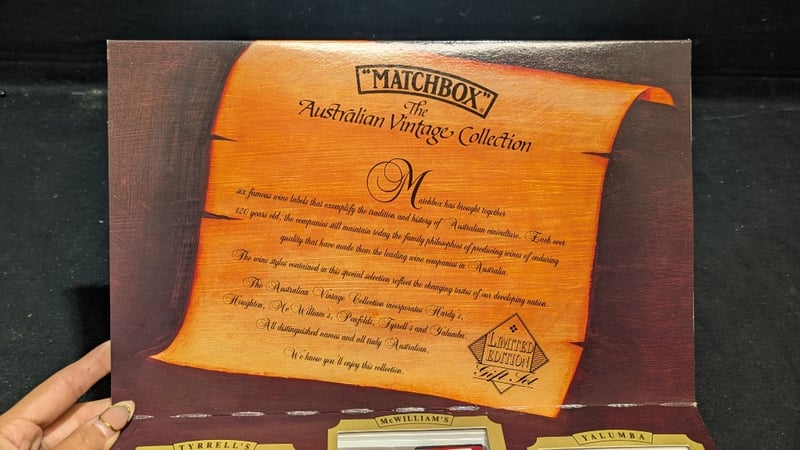 "MATCHBOX"
The
Australian Vintage Collection
Matchbox has brought together
six famous wine labels that exemplify the tradition and history of Australian viniculture. Each over
120 years old, the companies still maintain today the family philosophies of producing wines of enduring
quality that have made them the leading wine companies in Australia.
The wine styles contained in this special selection reflect the changing tastes of our developing nation.
The Australian Vintage Collection incorporates Hardy's,
Houghton, McWilliam's, Penfolds, Tyrrell's and Yalumba.
All distinguished names and all truly Australian.
We know you'll enjoy this collection.
LIMITED
EDITION
Gift Set
TYRRELL'S
McWILLIAM'S
YALUMBA